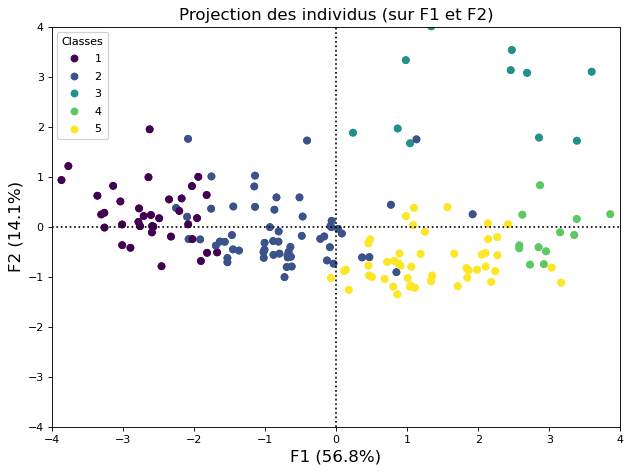 Projection des individus (sur F1 et F2)
Classes
1
2
3
4
5
4
3
2
1
0
−1
−2
−3
−4
F2 (14.1%)
−4 −3 −2 −1 0 1 2 3 4
F1 (56.8%)